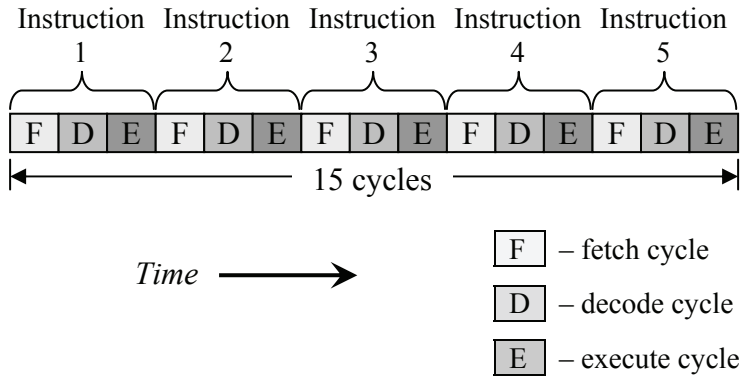 Instruction Instruction Instruction Instruction Instruction
1 2 3 4 5
F D E F D E F D E F D E F D E
15 cycles
Time
F – fetch cycle
D – decode cycle
E – execute cycle